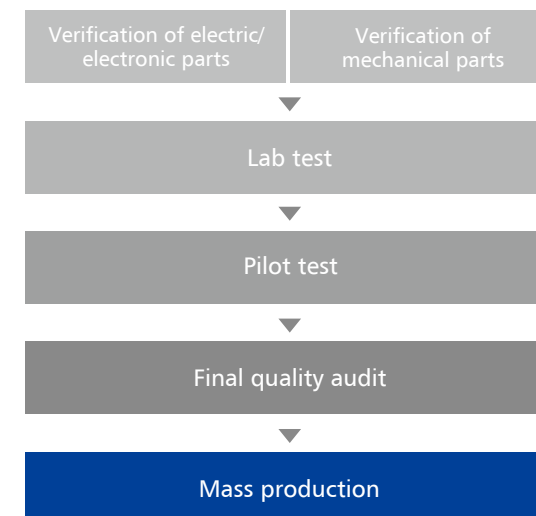 Verification of electric/
electronic parts
Verification of
mechanical parts
Lab test
Pilot test
Final quality audit
Mass production